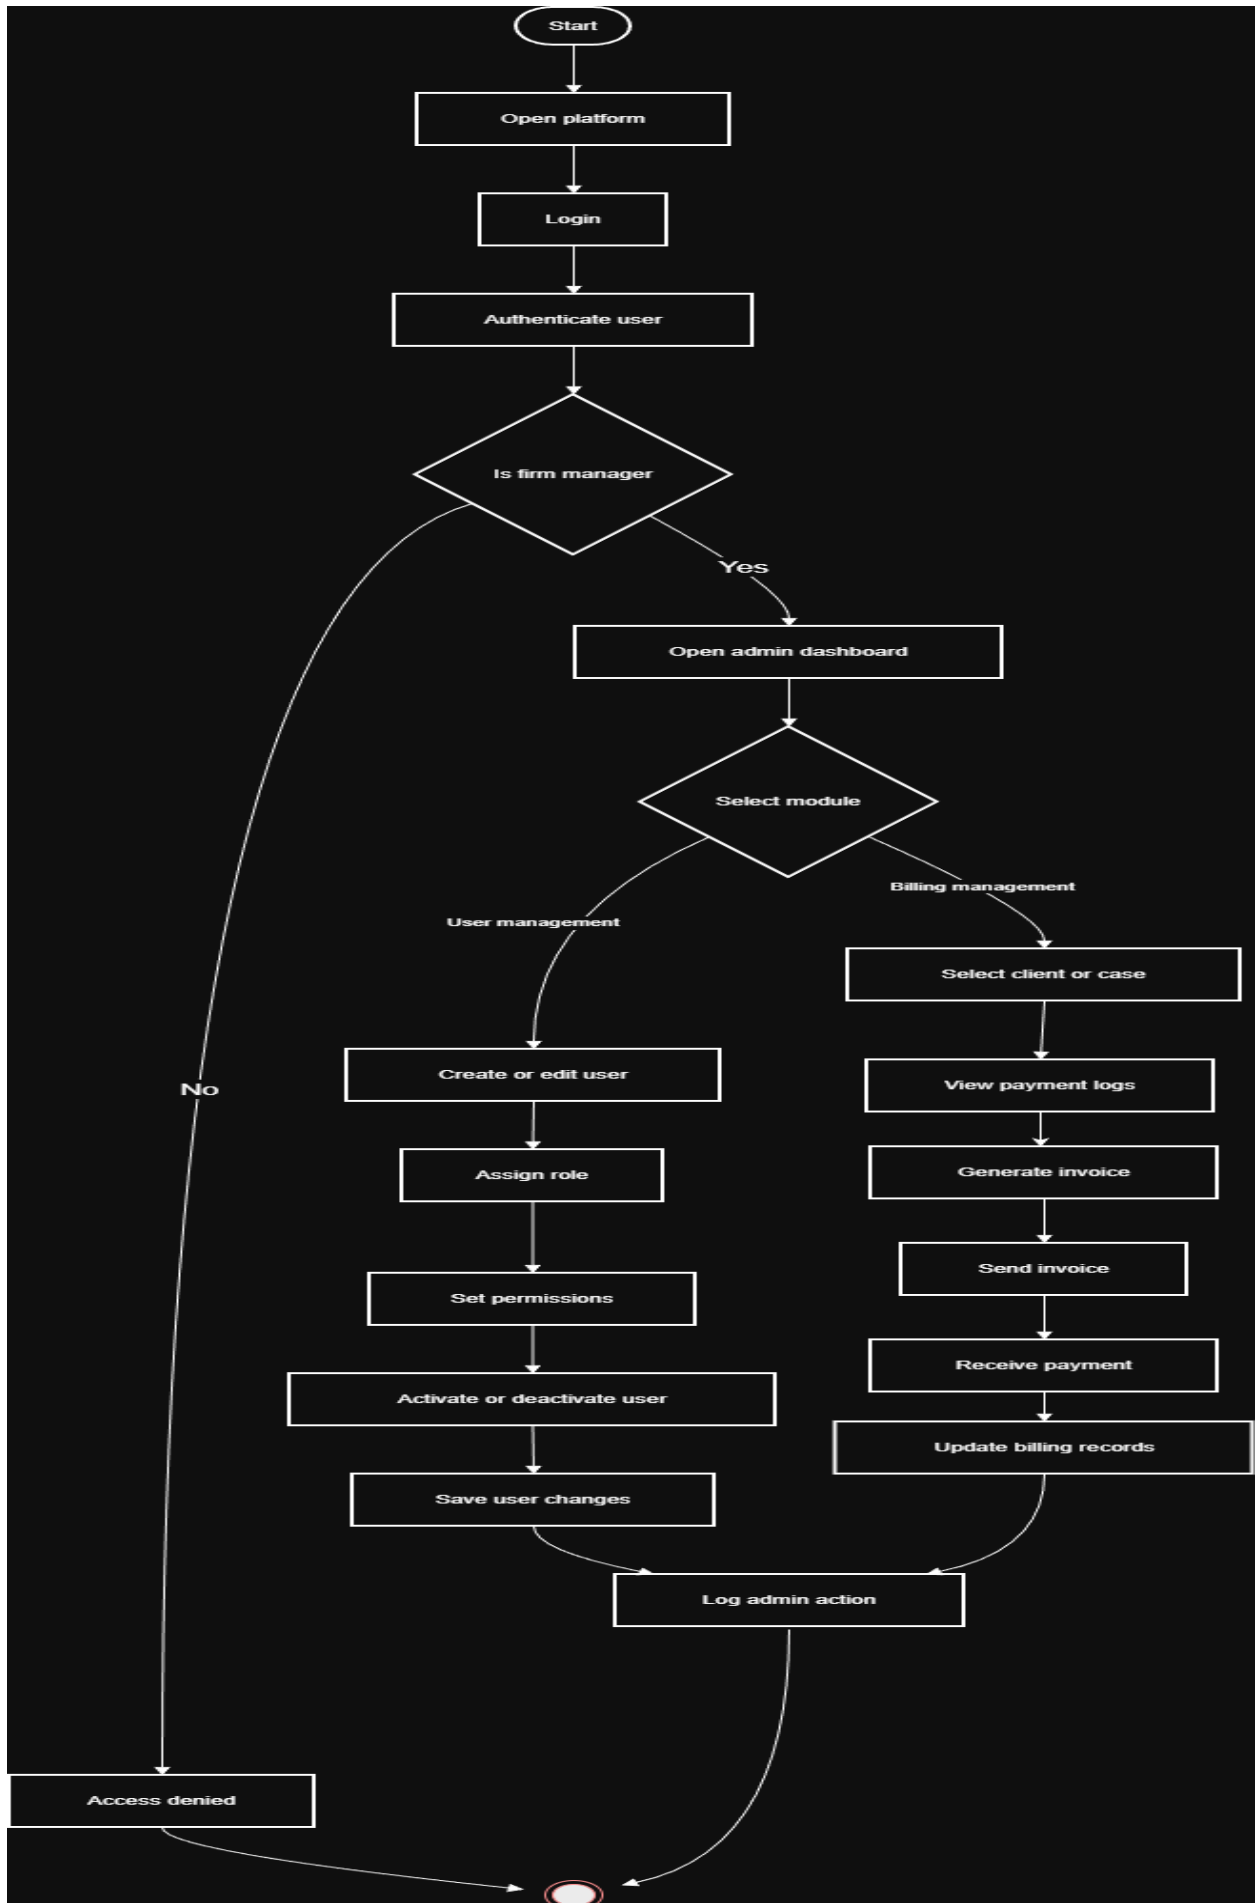 Start
Open platform
Login
Authenticate user
Is firm manager
Yes
Open admin dashboard
Select module
Billing management
User management
Select client or case
Create or edit user
View payment logs
No
Generate invoice
Assign role
Send invoice
Set permissions
Receive payment
Activate or deactivate user
Update billing records
Save user changes
Log admin action
Access denied